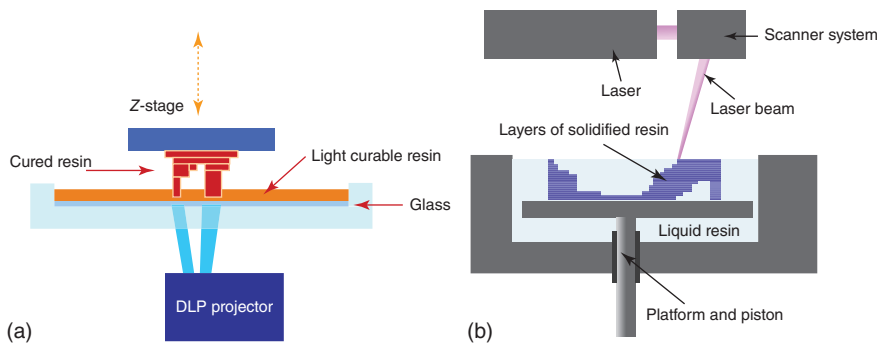 Z-stage
Cured resin
Light curable resin
Glass
DLP projector
(a)
Scanner system
Laser
Laser beam
Layers of solidified resin
Liquid resin
Platform and piston
(b)